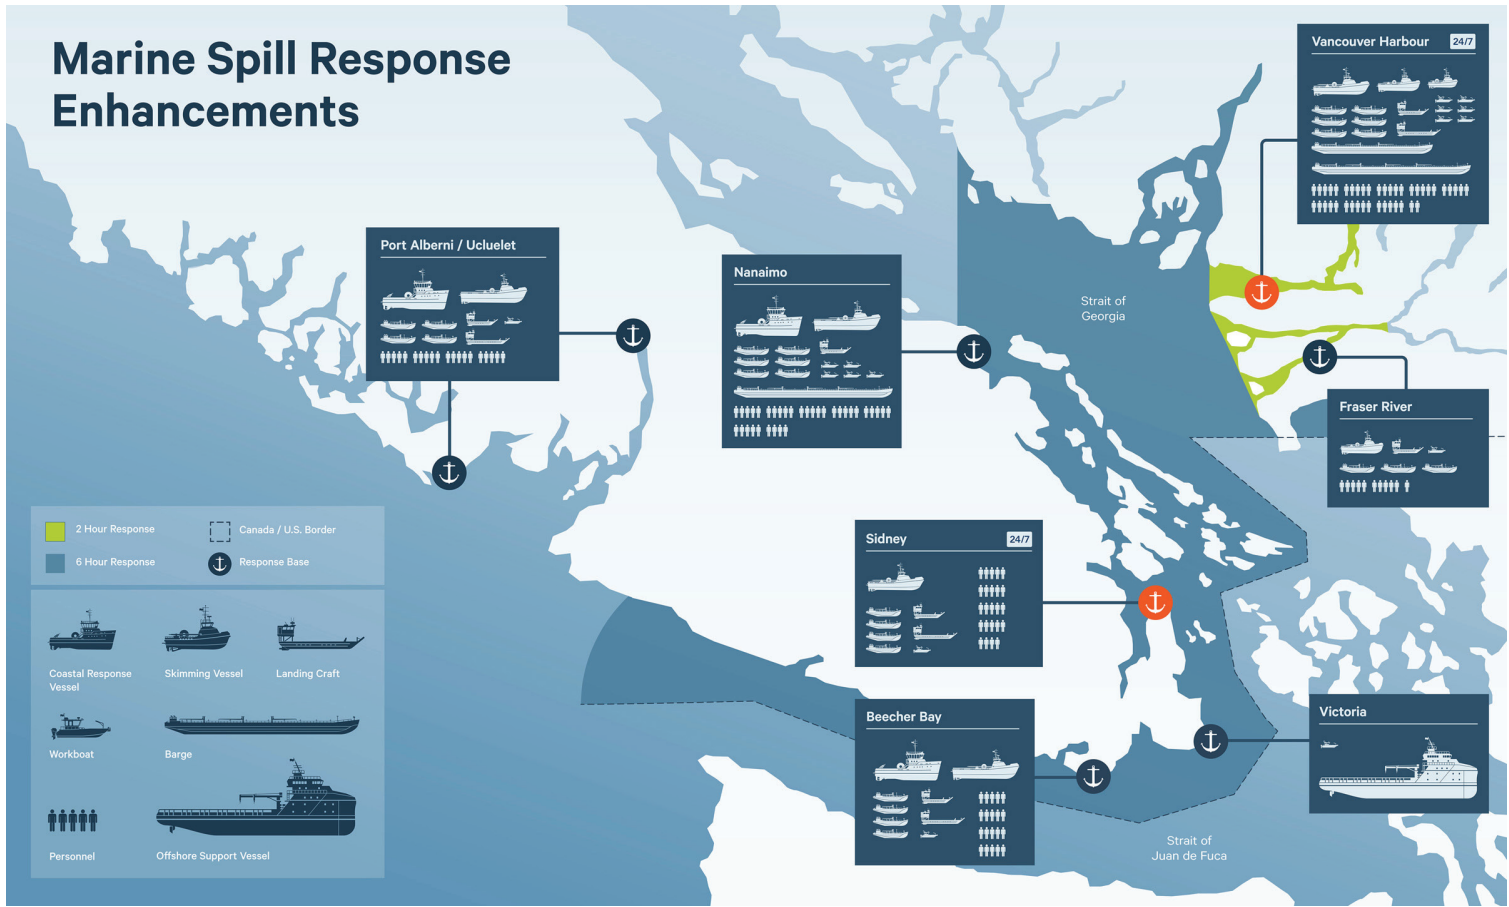 Marine Spill Response
Enhancements
Vancouver Harbour 24/7
Port Alberni / Ucluelet
Nanaimo
Strait of
Georgia
Fraser River
2 Hour Response
Canada / U.S. Border
6 Hour Response
Response Base
Sidney 24/7
Coastal Response
Vessel
Skimming Vessel
Landing Craft
Beecher Bay
Victoria
Workboat
Barge
Personnel
Offshore Support Vessel
Strait of
Juan de Fuca